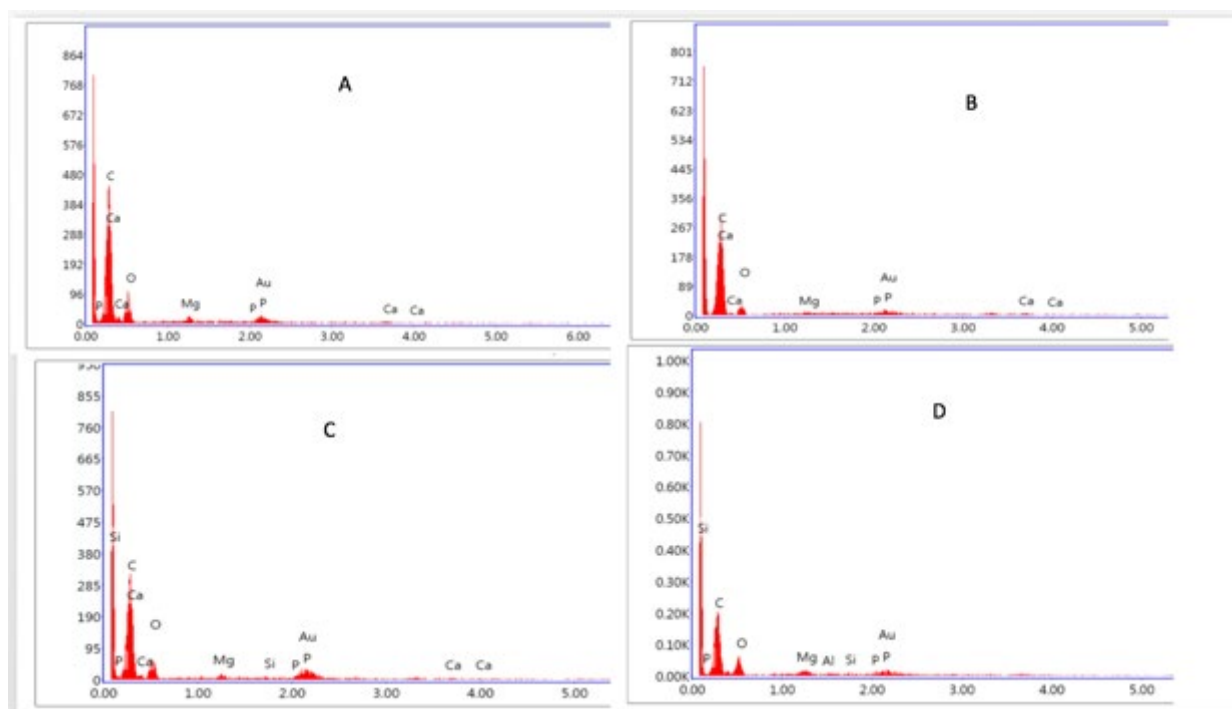 A
864
768
672
576
480
384
288
192
96
0
C
Ca
P
Ca
O
Mg
P
Au
P
Ca
Ca
0.00
1.00
2.00
3.00
4.00
5.00
6.00
B
801
712
623
534
445
356
267
178
89
0
C
Ca
Ca
O
Mg
P
Au
P
Ca
Ca
0.00
1.00
2.00
3.00
4.00
5.00
C
950
855
760
665
570
475
380
285
190
95
0
Si
C
Ca
P
Ca
O
Mg
Si
P
Au
P
Ca
Ca
0.00
1.00
2.00
3.00
4.00
5.00
D
1.00K
0.90K
0.80K
0.70K
0.60K
0.50K
0.40K
0.30K
0.20K
0.10K
0.00K
Si
C
P
O
Mg
Al
Si
P
Au
P
0.00
1.00
2.00
3.00
4.00
5.00